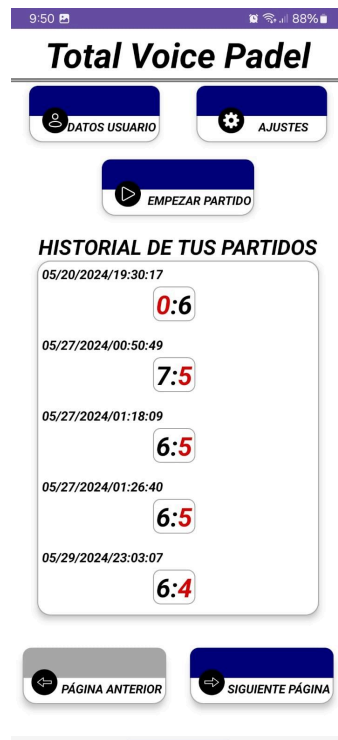 9:50 88%
Total Voice Padel
DATOS USUARIO AJUSTES
EMPEZAR PARTIDO
HISTORIAL DE TUS PARTIDOS
05/20/2024/19:30:17
0:6
05/27/2024/00:50:49
7:5
05/27/2024/01:18:09
6:5
05/27/2024/01:26:40
6:5
05/29/2024/23:03:07
6:4
PÁGINA ANTERIOR SIGUIENTE PÁGINA